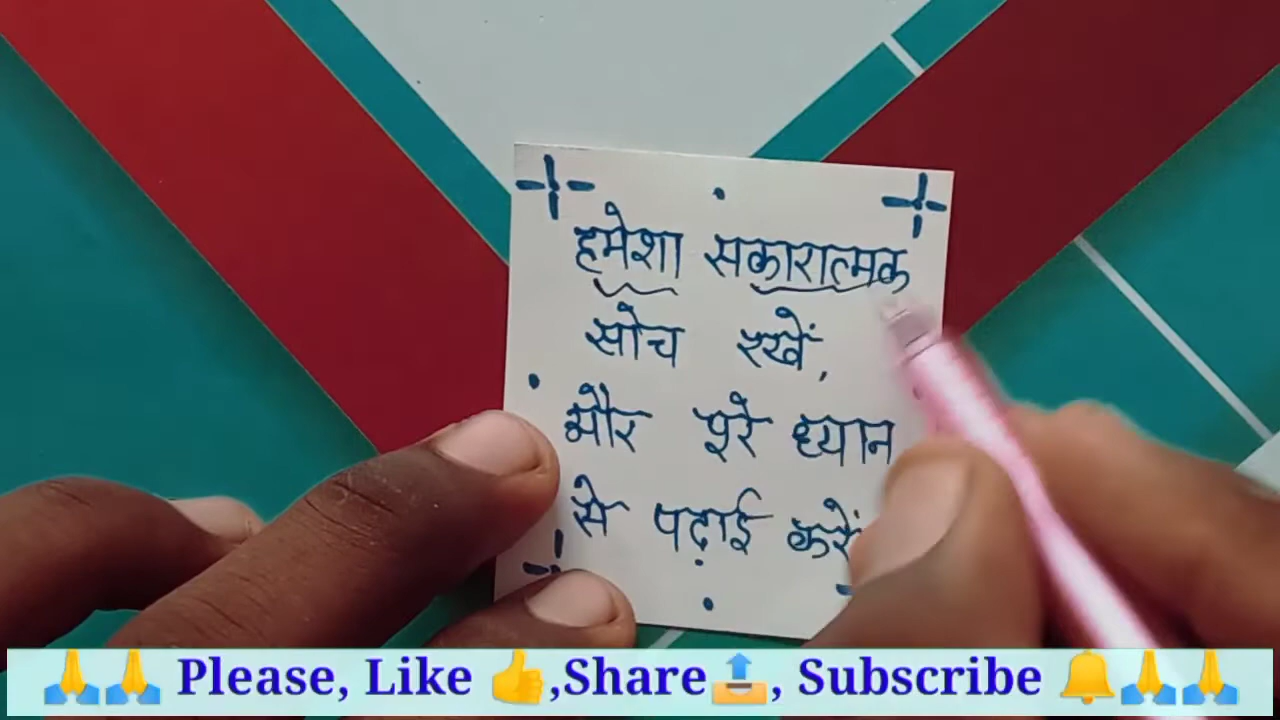 हमेशा सकारात्मक
सोच रखें,
और पूरे ध्यान
से पढ़ाई करें
🙏🙏 Please, Like 👍,Share📤, Subscribe 🔔🙏🙏